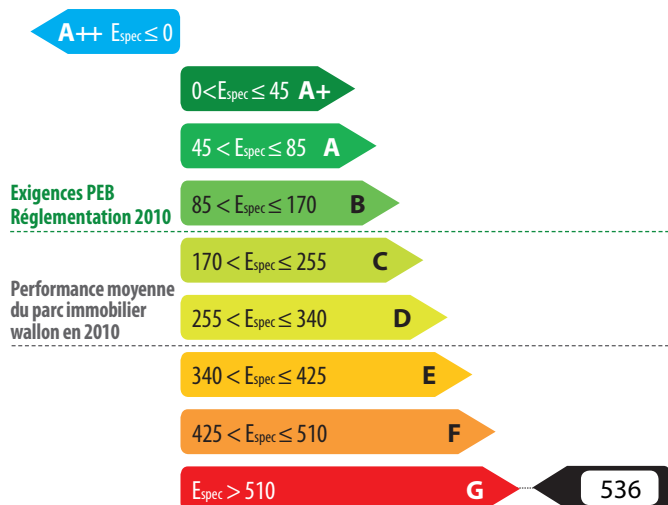 A++ Espec ≤ 0
0<Espec ≤ 45 A+
45 < Espec ≤ 85 A
Exigences PEB
Réglementation 2010
85 < Espec ≤ 170 B
170 < Espec ≤ 255 C
Performance moyenne
du parc immobilier
wallon en 2010
255 < Espec ≤ 340 D
340 < Espec ≤ 425 E
425 < Espec ≤ 510 F
Espec > 510 G 536